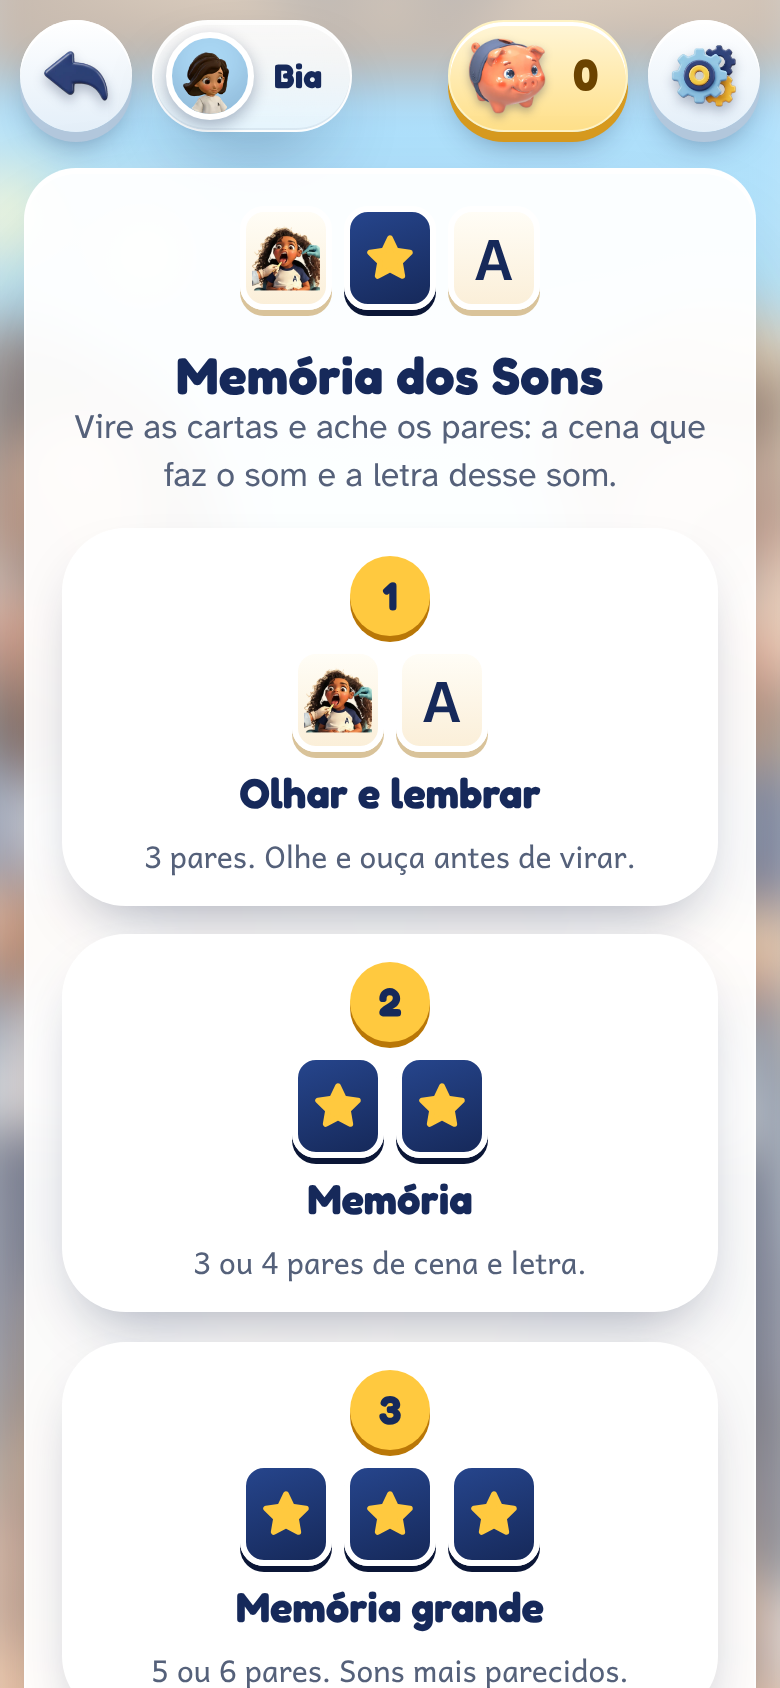 Bia
0
A
Memória dos Sons
Vire as cartas e ache os pares: a cena que
faz o som e a letra desse som.
1
A
Olhar e lembrar
3 pares. Olhe e ouça antes de virar.
2
Memória
3 ou 4 pares de cena e letra.
3
Memória grande
5 ou 6 pares. Sons mais parecidos.